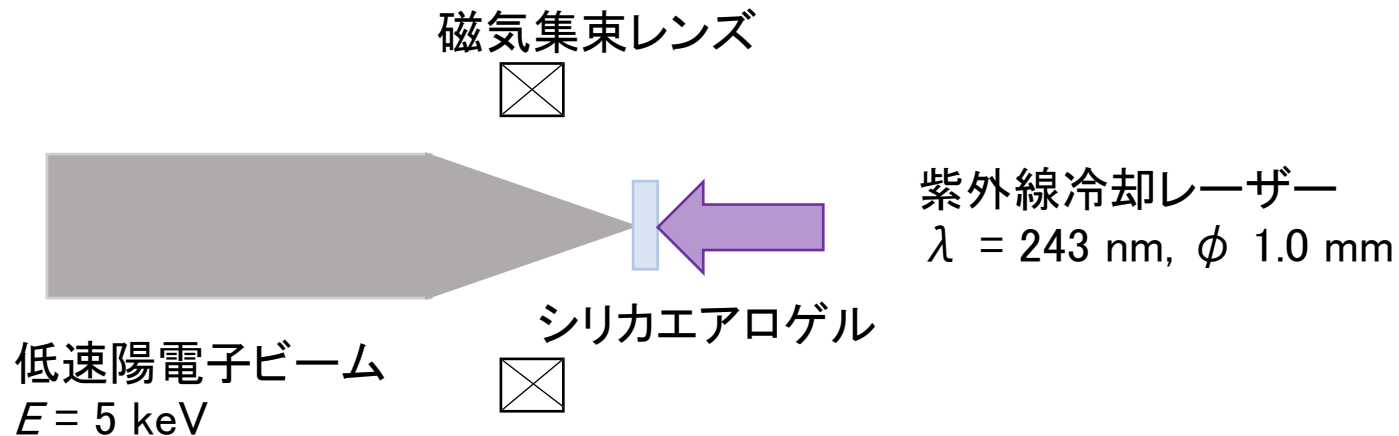 磁気集束レンズ
紫外線冷却レーザー
λ = 243 nm, φ 1.0 mm
シリカエアロゲル
低速陽電子ビーム
E = 5 keV